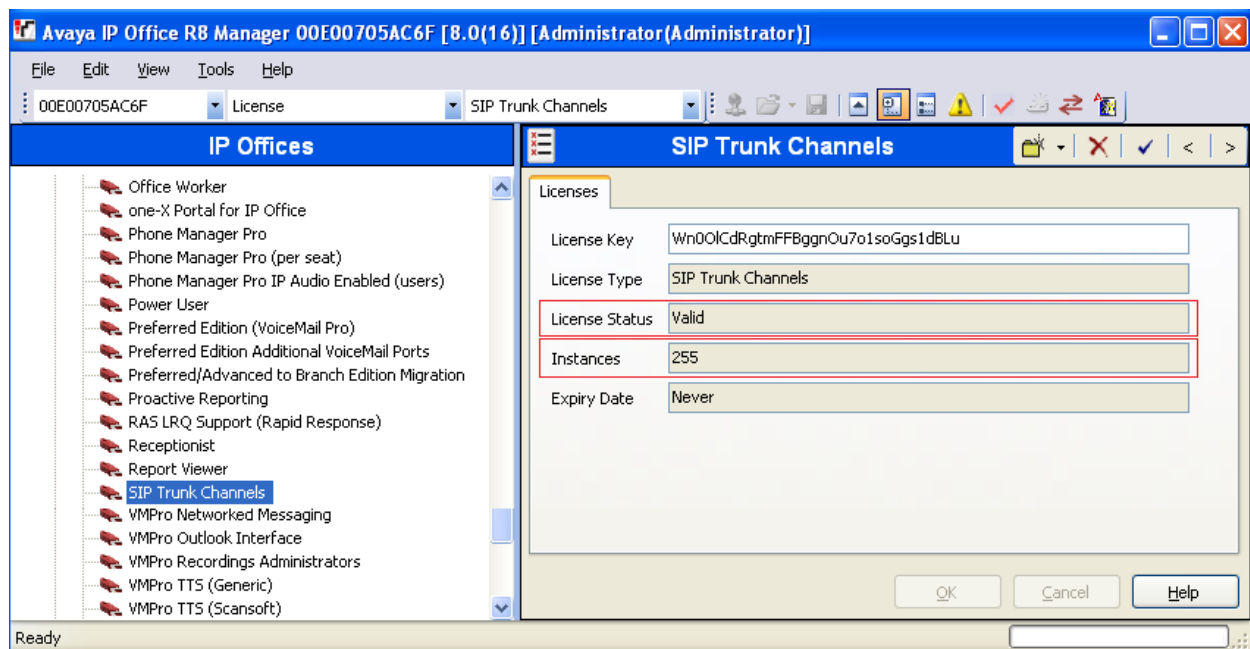 Avaya IP Office R8 Manager 00E00705AC6F [8.0(16)] [Administrator(Administrator)]
File Edit View Tools Help
00E00705AC6F License SIP Trunk Channels
IP Offices
SIP Trunk Channels
Office Worker
one-X Portal for IP Office
Phone Manager Pro
Phone Manager Pro (per seat)
Phone Manager Pro IP Audio Enabled (users)
Power User
Preferred Edition (VoiceMail Pro)
Preferred Edition Additional VoiceMail Ports
Preferred/Advanced to Branch Edition Migration
Proactive Reporting
RAS LRQ Support (Rapid Response)
Receptionist
Report Viewer
SIP Trunk Channels
VMPro Networked Messaging
VMPro Outlook Interface
VMPro Recordings Administrators
VMPro TTS (Generic)
VMPro TTS (Scansoft)
Licenses
License Key Wn0OlCdRgtmFFBggnOu7o1soGgs1dBLu
License Type SIP Trunk Channels
License Status Valid
Instances 255
Expiry Date Never
OK Cancel Help
Ready